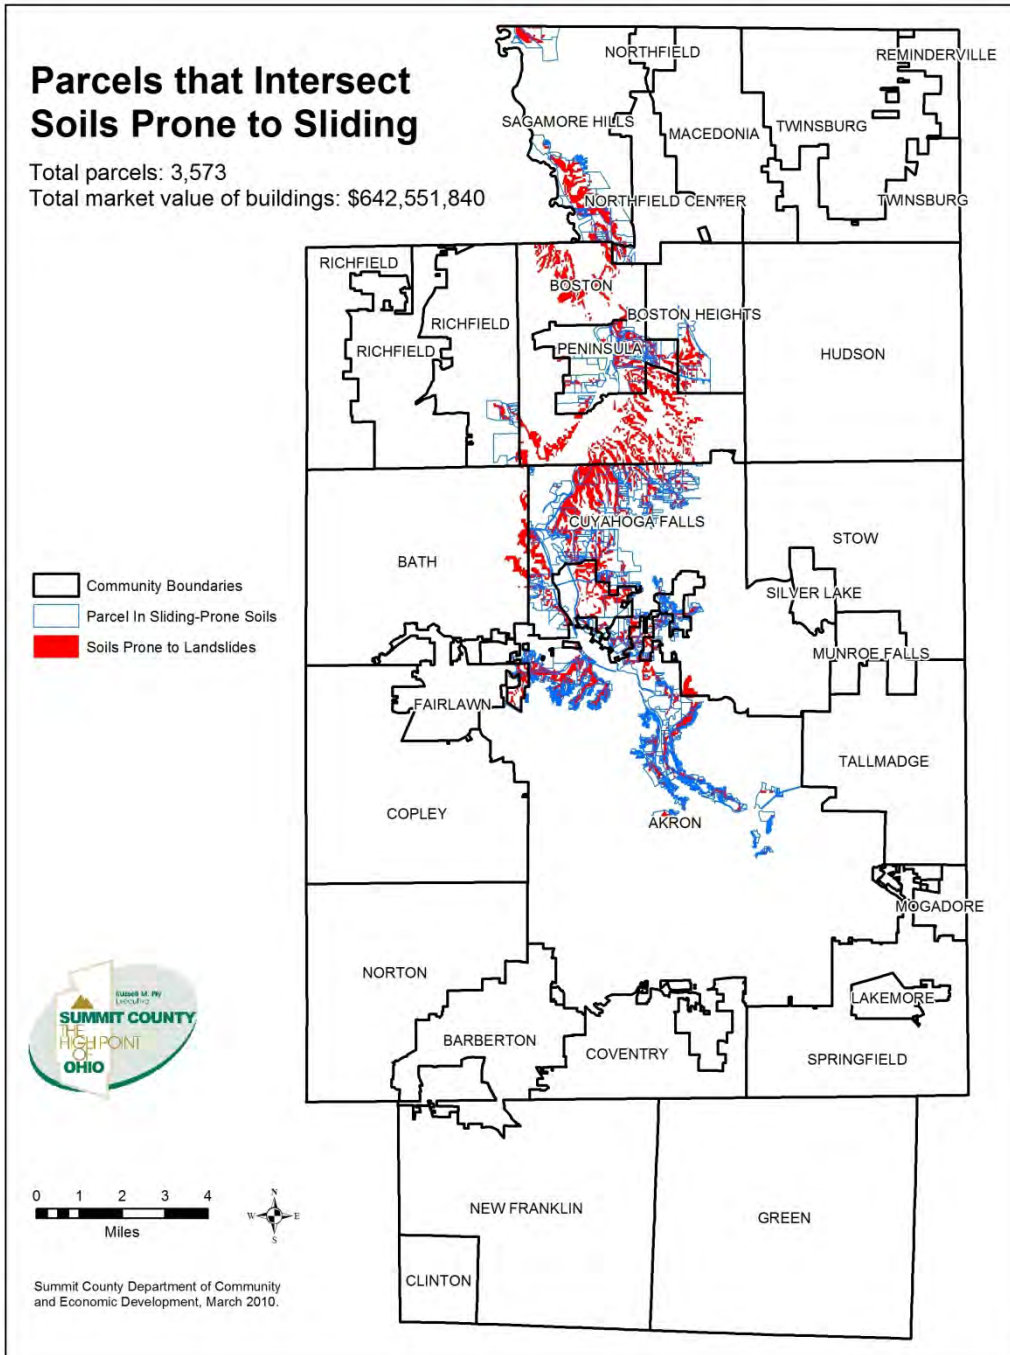 Parcels that Intersect
Soils Prone to Sliding
Total parcels: 3,573
Total market value of buildings: $642,551,840
NORTHFIELD
REMINDERVILLE
SAGAMORE HILLS
MACEDONIA
TWINSBURG
NORTHFIELD CENTER
TWINSBURG
RICHFIELD
BOSTON
BOSTON HEIGHTS
RICHFIELD
RICHFIELD
PENINSULA
HUDSON
CUYAHOGA FALLS
STOW
BATH
SILVER LAKE
MUNROE FALLS
Community Boundaries
Parcel In Sliding-Prone Soils
Soils Prone to Landslides
FAIRLAWN
TALLMADGE
COPLEY
AKRON
MOGADORE
NORTON
LAKEMORE
BARBERTON
COVENTRY
SPRINGFIELD
Russell M. Pry
Executive
SUMMIT COUNTY
THE
HIGH POINT
OF
OHIO
NEW FRANKLIN
GREEN
CLINTON
0 1 2 3 4
Miles
N
W E
S
Summit County Department of Community
and Economic Development, March 2010.